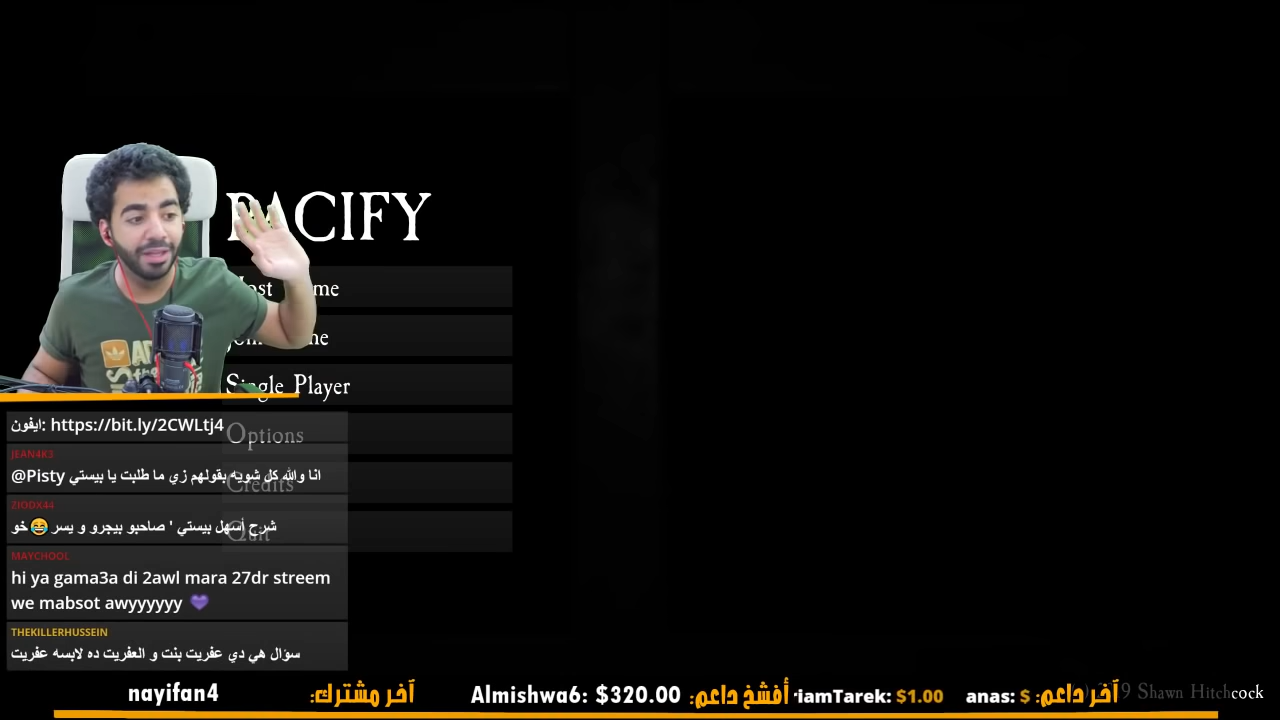 PACIFY
Single Player
Options
Credits
Quit
ايفون: https://bit.ly/2CWLtj4
JEAN4K3
@Pisty انا والله كل شويه بقولهم زي ما طلبت يا بيستي
ZIODX44
شرح أسهل بيستي ' صاحبو بيجرو و يسر 😂 خو
MAYCHOOL
hi ya gama3a di 2awl mara 27dr streem
we mabsot awyyyyyy 💜
THEKILLERHUSSEIN
سؤال هي دي عفريت بنت و العفريت ده لابسه عفريت
nayifan4 آخر مشترك:
Almishwa6: $320.00 أفشخ داعم:
iamTarek: $1.00 anas: $ آخر داعم:
9 Shawn Hitchcock